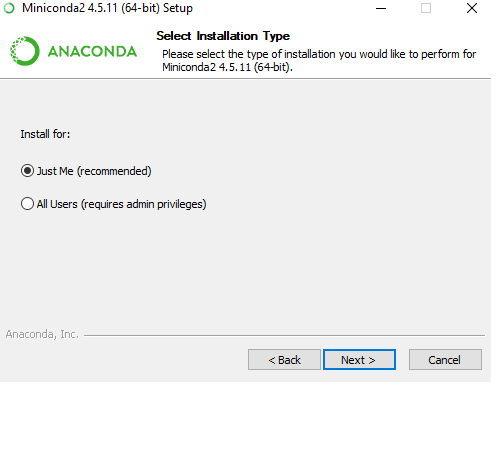 Miniconda2 4.5.11 (64-bit) Setup
ANACONDA
Select Installation Type
Please select the type of installation you would like to perform for
Miniconda2 4.5.11 (64-bit).
Install for:
Just Me (recommended)
All Users (requires admin privileges)
Anaconda, Inc.
< Back
Next >
Cancel